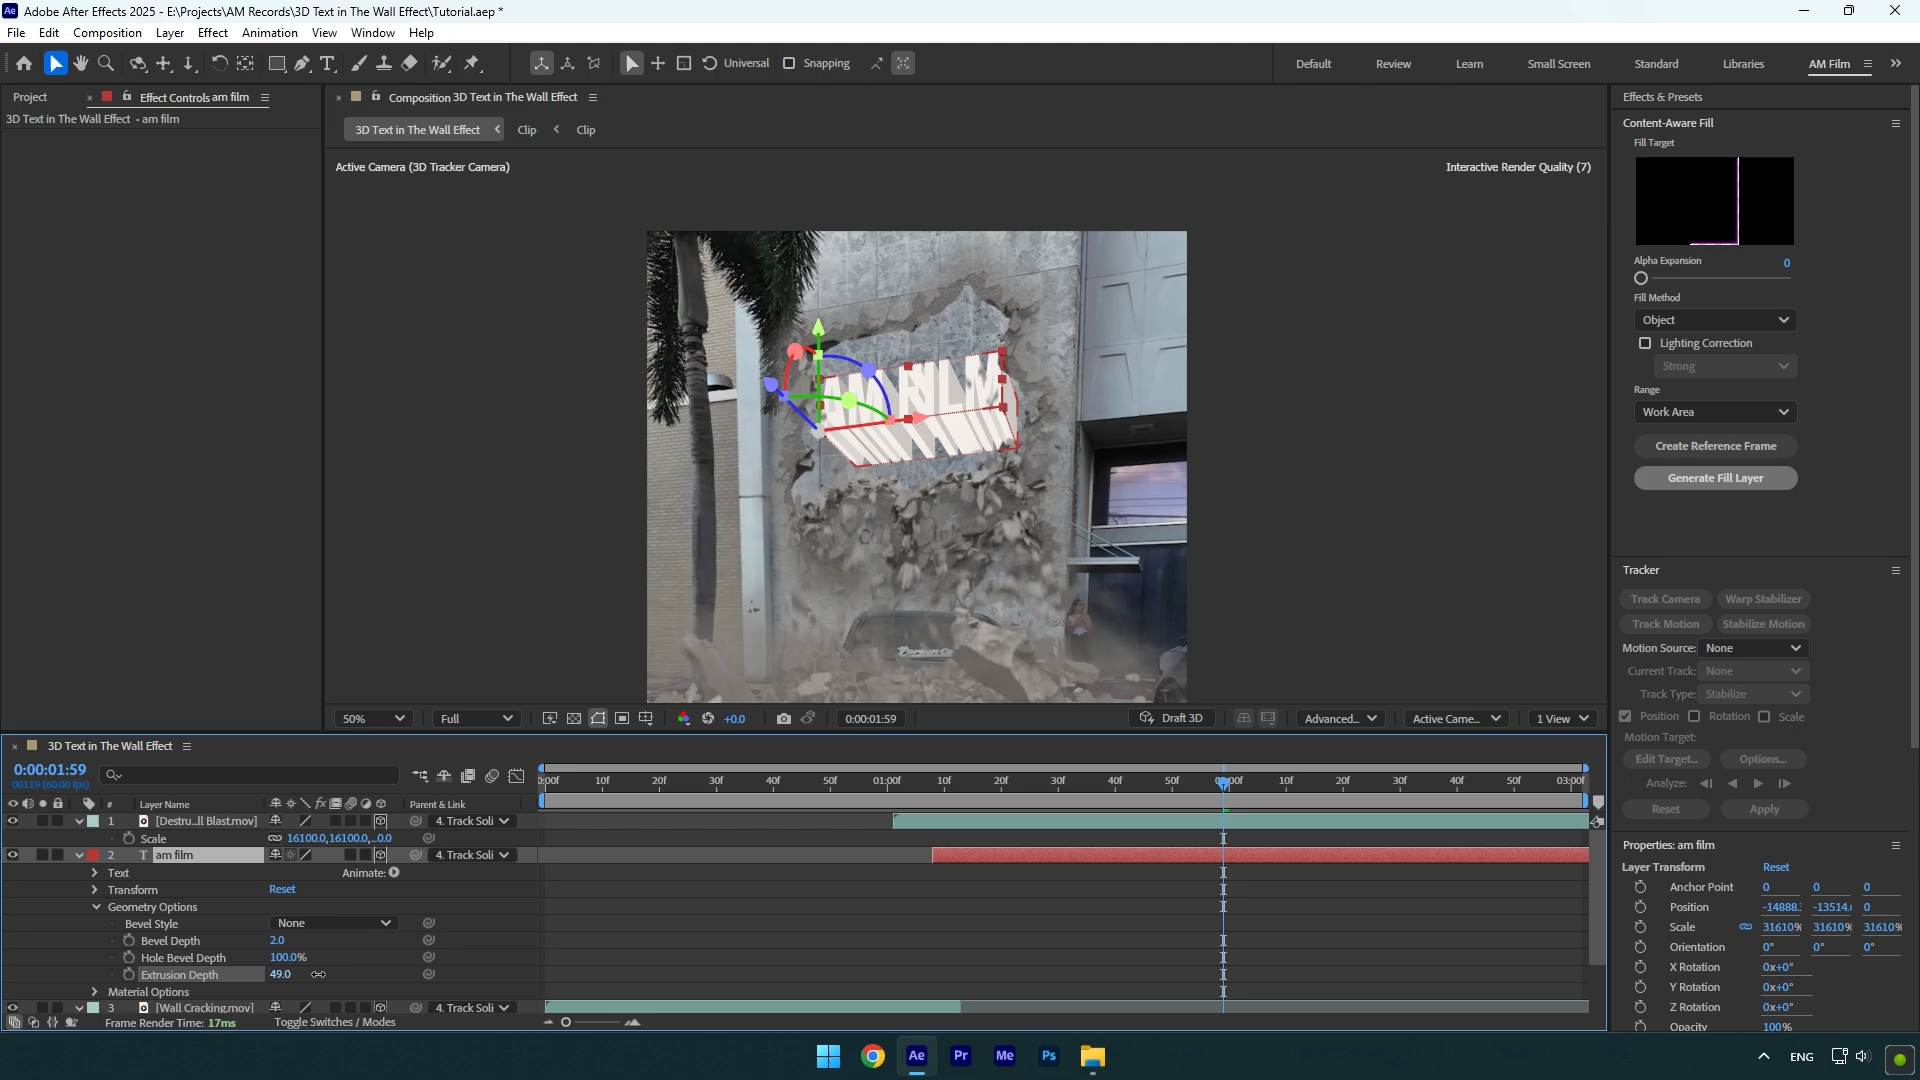 Adobe After Effects 2025 - E:\Projects\AM Records\3D Text in The Wall Effect\Tutorial.aep *
File Edit Composition Layer Effect Animation View Window Help
Universal Snapping Default Review Learn Small Screen Standard Libraries AM Film
Project Effect Controls am film
3D Text in The Wall Effect • am film
Composition 3D Text in The Wall Effect
3D Text in The Wall Effect Clip Clip
Active Camera (3D Tracker Camera) Interactive Render Quality (7)
50% Full +0.0 0:00:01:59 Draft 3D Advanced... Active Came... 1 View
Effects & Presets
Content-Aware Fill
Fill Target
Alpha Expansion 0
Fill Method
Object
Lighting Correction
Strong
Range
Work Area
Create Reference Frame
Generate Fill Layer
Tracker
Track Camera Warp Stabilizer
Track Motion Stabilize Motion
Motion Source: None
Current Track: None
Track Type: Stabilize
Position Rotation Scale
Motion Target:
Edit Target... Options...
Analyze:
Reset Apply
Properties: am film
Layer Transform Reset
Anchor Point 0 0 0
Position -14888. -13514. 0
Scale 31610% 31610% 31610%
Orientation 0° 0° 0°
X Rotation 0x+0°
Y Rotation 0x+0°
Z Rotation 0x+0°
Opacity 100%
3D Text in The Wall Effect
0:00:01:59
00119 (60.00 fps)
0:00f 10f 20f 30f 40f 50f 01:00f 10f 20f 30f 40f 50f 00f 10f 20f 30f 40f 50f 03:00f
# Layer Name fx Parent & Link
1 [Destru...ll Blast.mov] 4. Track Soli
Scale 16100.0,16100.0,...0.0
2 T am film 4. Track Soli
Text Animate:
Transform Reset
Geometry Options
Bevel Style None
Bevel Depth 2.0
Hole Bevel Depth 100.0%
Extrusion Depth 49.0
Material Options
3 [Wall Cracking.mov] 4. Track Soli
Frame Render Time: 17ms Toggle Switches / Modes
Ae Pr Me Ps
ENG